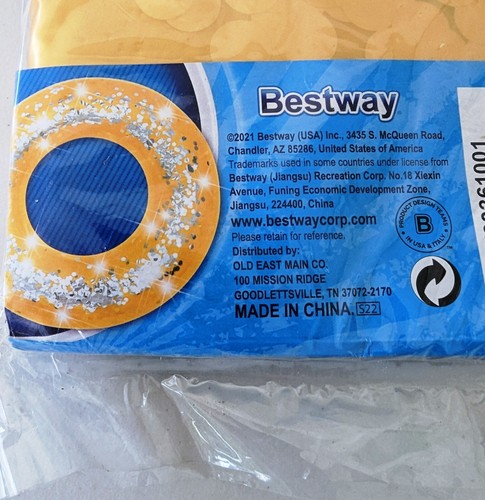 Bestway
©2021 Bestway (USA) Inc., 3435 S. McQueen Road,
Chandler, AZ 85286, United States of America
Trademarks used in some countries under license from
Bestway (Jiangsu) Recreation Corp. No.18 Xiexin
Avenue, Funing Economic Development Zone,
Jiangsu, 224400, China
www.bestwaycorp.com
Please retain for reference.
Distributed by:
OLD EAST MAIN CO.
100 MISSION RIDGE
GOODLETTSVILLE, TN 37072-2170
MADE IN CHINA. S22
PRODUCT DESIGN TEAM
B
IN USA & ITALY